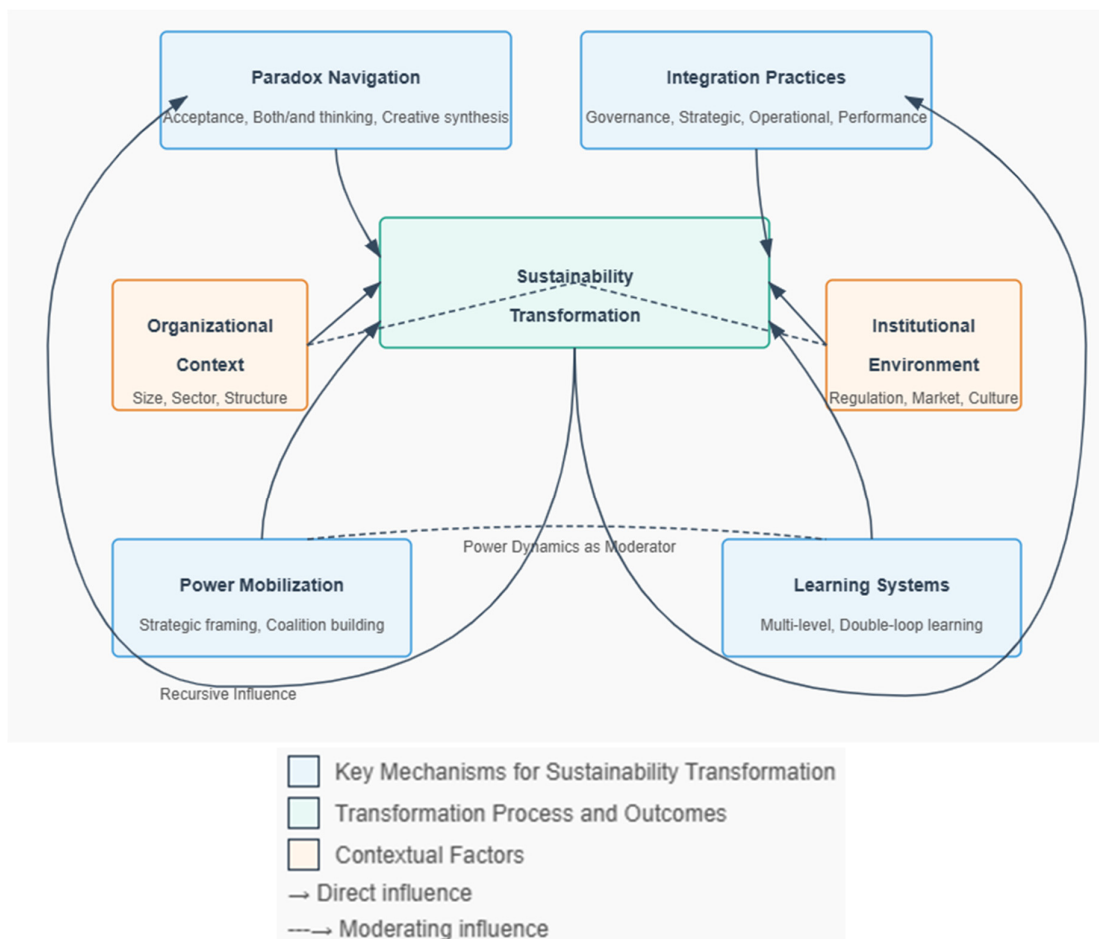 Paradox Navigation
Acceptance, Both/and thinking, Creative synthesis
Integration Practices
Governance, Strategic, Operational, Performance
Sustainability
Transformation
Organizational
Context
Size, Sector, Structure
Institutional
Environment
Regulation, Market, Culture
Power Dynamics as Moderator
Power Mobilization
Strategic framing, Coalition building
Learning Systems
Multi-level, Double-loop learning
Recursive Influence
Key Mechanisms for Sustainability Transformation
Transformation Process and Outcomes
Contextual Factors
→ Direct influence
---→ Moderating influence